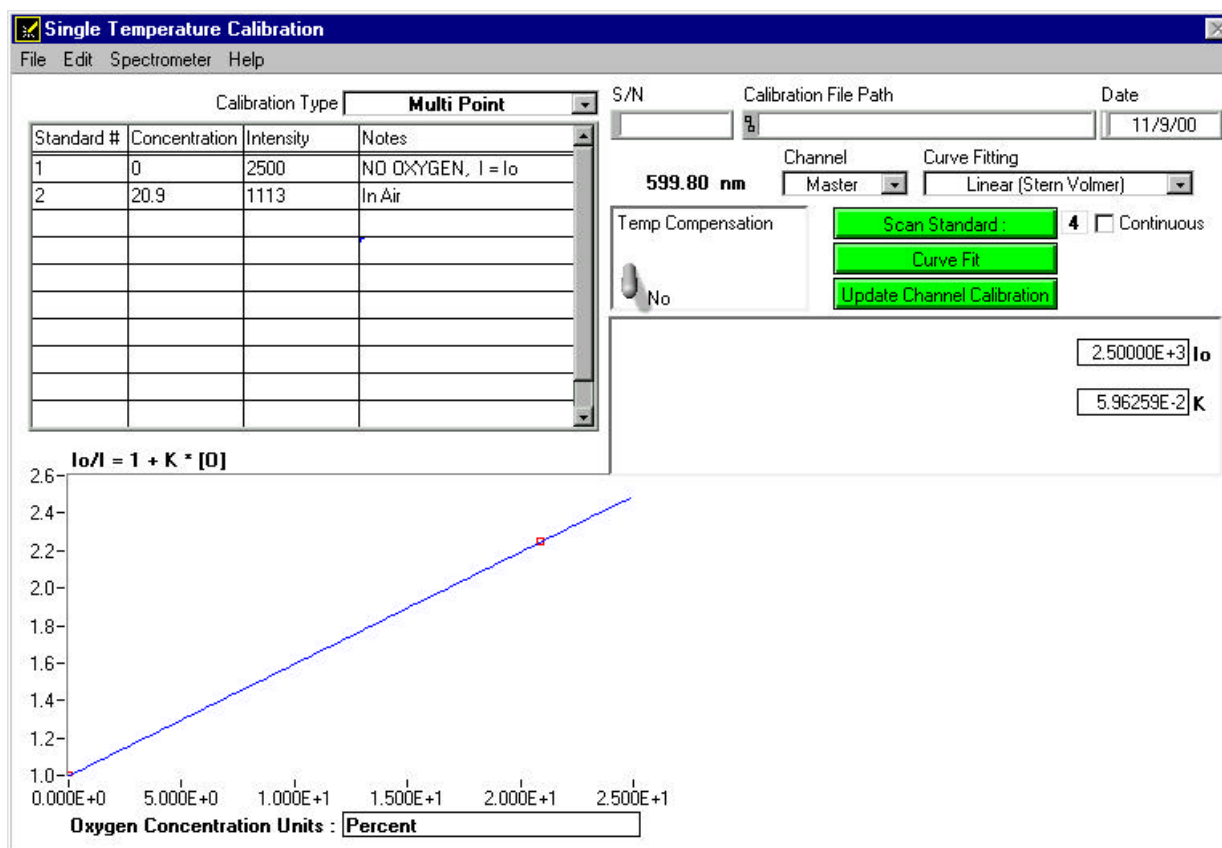 Single Temperature Calibration
File Edit Spectrometer Help
Calibration Type Multi Point
Standard # Concentration Intensity Notes
1 0 2500 NO OXYGEN, I = Io
2 20.9 1113 In Air
S/N Calibration File Path Date
11/9/00
Channel Curve Fitting
599.80 nm Master Linear (Stern Volmer)
Temp Compensation
No
Scan Standard : 4 Continuous
Curve Fit
Update Channel Calibration
2.50000E+3 Io
5.96259E-2 K
Io/I = 1 + K * [O]
2.6
2.4
2.2
2.0
1.8
1.6
1.4
1.2
1.0
0.000E+0 5.000E+0 1.000E+1 1.500E+1 2.000E+1 2.500E+1
Oxygen Concentration Units : Percent